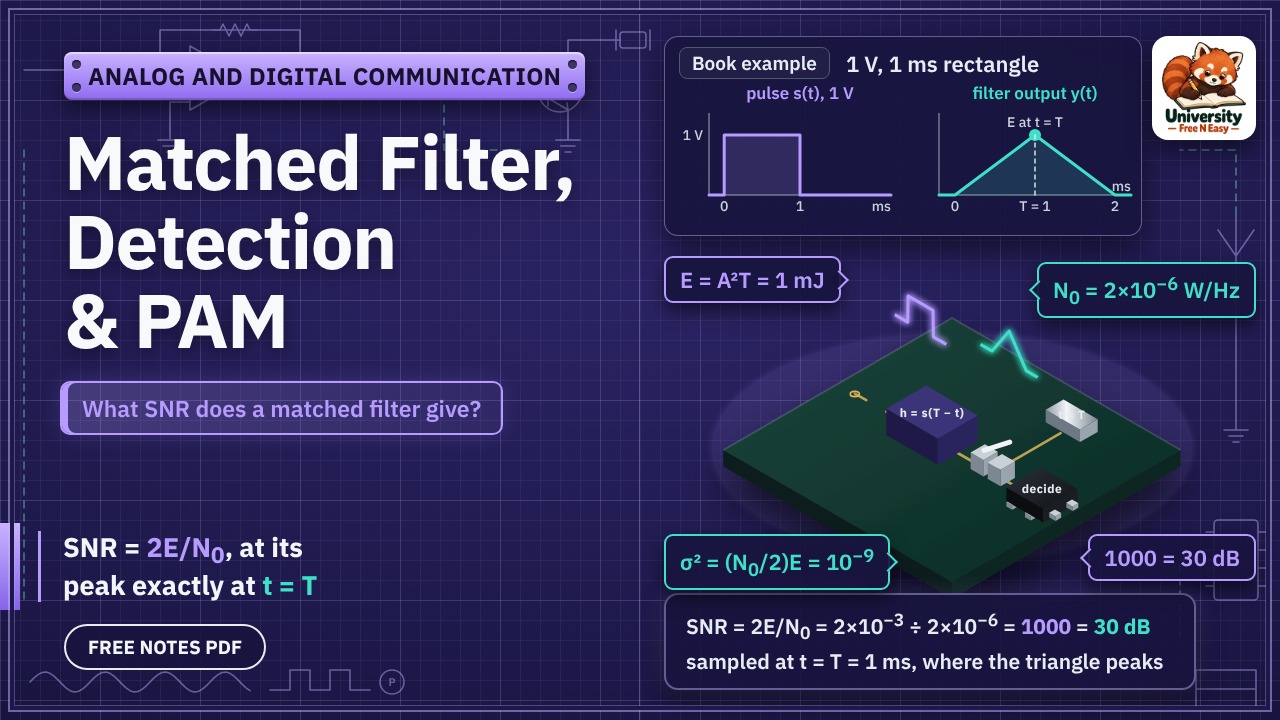 ANALOG AND DIGITAL COMMUNICATION
Matched Filter,
Detection
& PAM
What SNR does a matched filter give?
SNR = 2E/N₀, at its
peak exactly at t = T
FREE NOTES PDF
P
Book example
1 V, 1 ms rectangle
pulse s(t), 1 V
filter output y(t)
1 V
0
1
ms
E at t = T
ms
0
T = 1
2
University
Free N Easy
E = A²T = 1 mJ
N₀ = 2×10⁻⁶ W/Hz
h = s(T − t)
decide
σ² = (N₀/2)E = 10⁻⁹
1000 = 30 dB
SNR = 2E/N₀ = 2×10⁻³ ÷ 2×10⁻⁶ = 1000 = 30 dB
sampled at t = T = 1 ms, where the triangle peaks